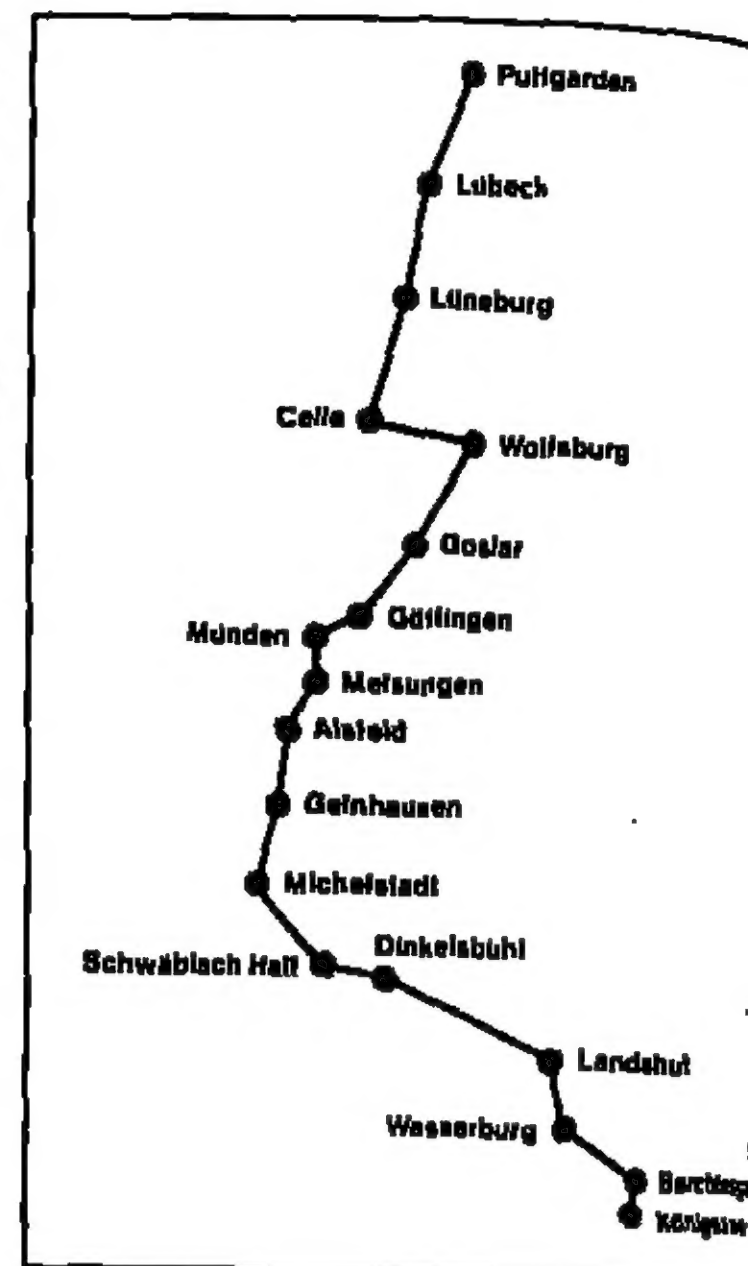 Puttgarden
Lübeck
Lüneburg
Celle
Wolfsburg
Goslar
Göttingen
Münden
Melsungen
Alsfeld
Gelnhausen
Michelstadt
Dinkelsbühl
Schwäbisch Hall
Landshut
Wasserburg